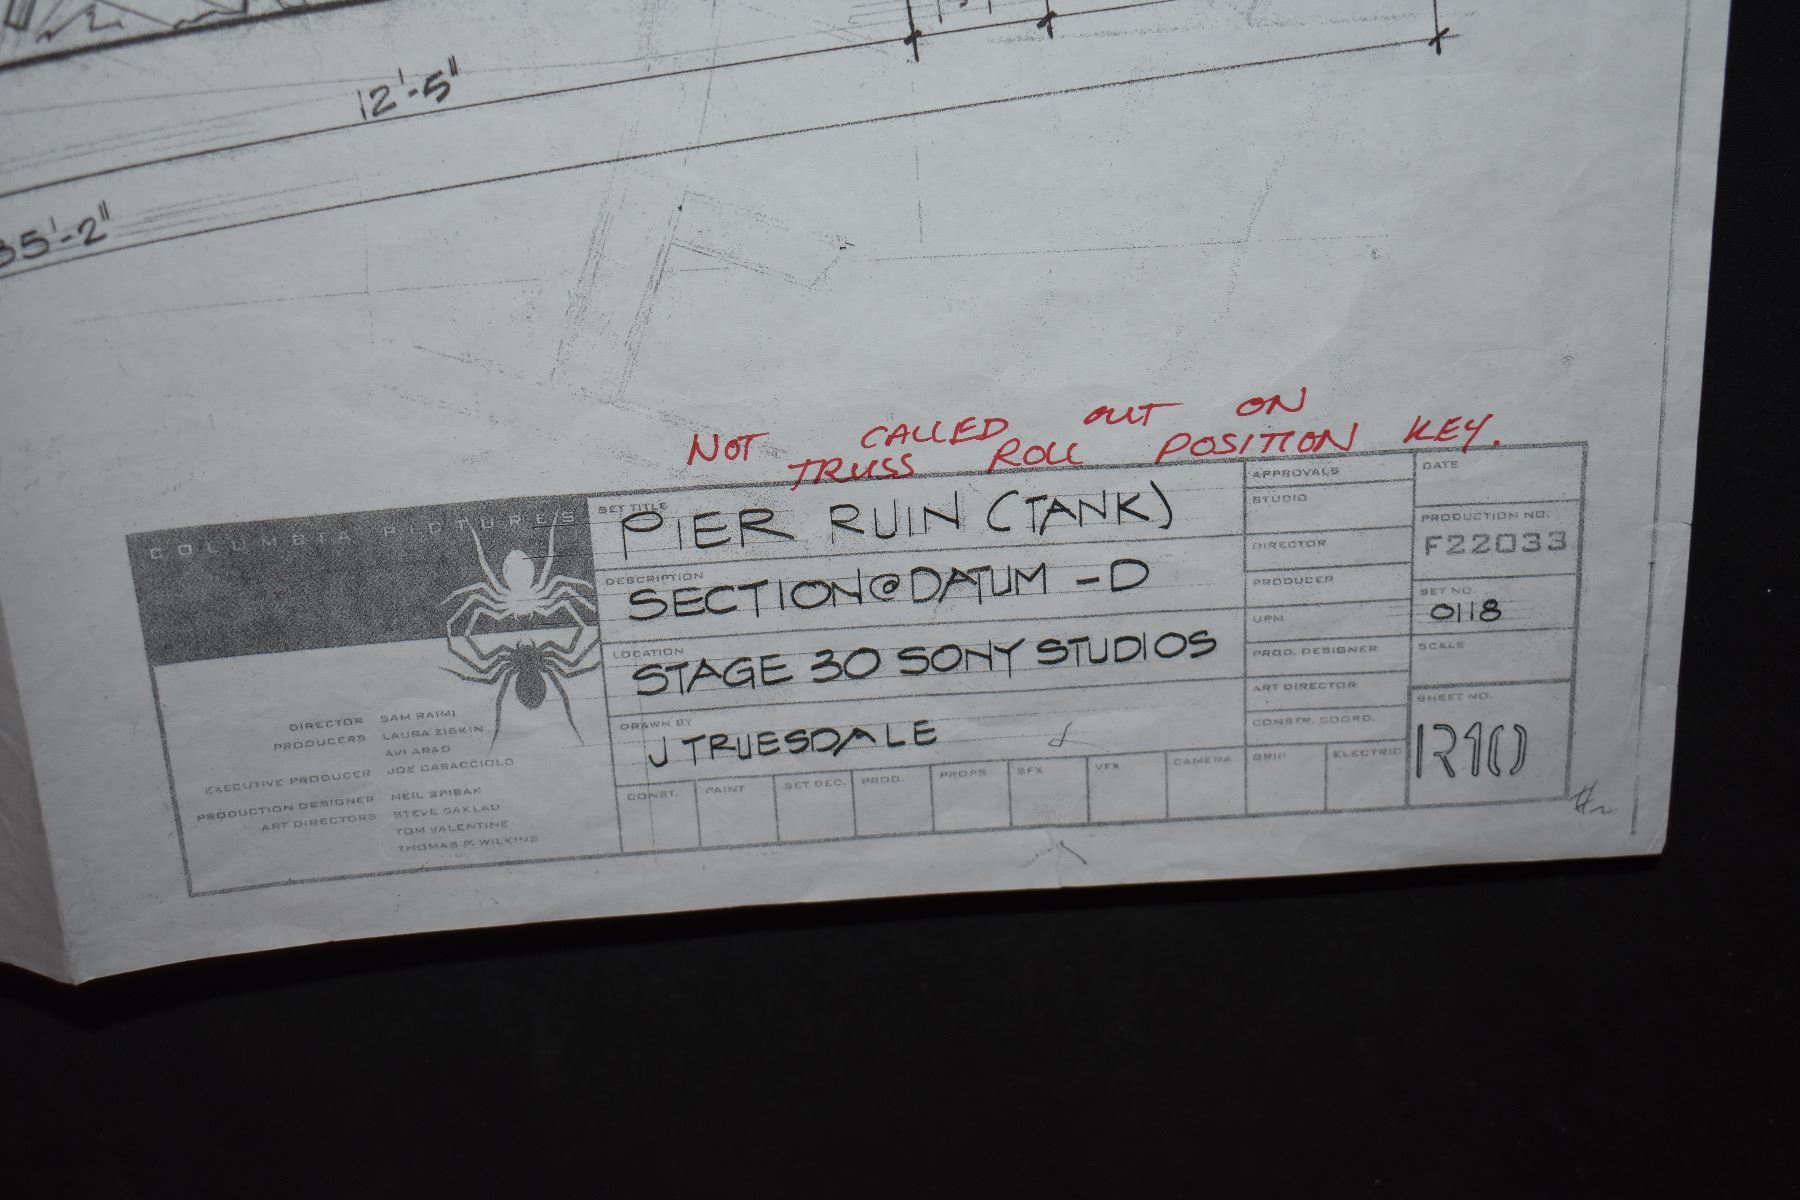 12'-5"
35'-2"
NOT CALLED OUT ON
TRUSS ROLL POSITION KEY.
COLUMBIA PICTURES
DIRECTOR SAM RAIMI
PRODUCERS LAURA ZISKIN
AVI ARAD
EXECUTIVE PRODUCER JOE CARACCIOLO
PRODUCTION DESIGNER NEIL SPISAK
ART DIRECTORS STEVE SAKLAD
TOM VALENTINE
THOMAS P. WILKINS
SET TITLE
PIER RUIN (TANK)
DESCRIPTION
SECTION @ DATUM - D
LOCATION
STAGE 30 SONY STUDIOS
DRAWN BY
J TRUESDALE
CONST. PAINT SET DEC. PROD. PROPS SFX VFX CAMERA GRIP ELECTRIC
APPROVALS
STUDIO
DIRECTOR
PRODUCER
UPM
PROD. DESIGNER
ART DIRECTOR
CONSTR. COORD.
DATE
PRODUCTION NO.
F22033
SET NO.
0118
SCALE
SHEET NO.
R10